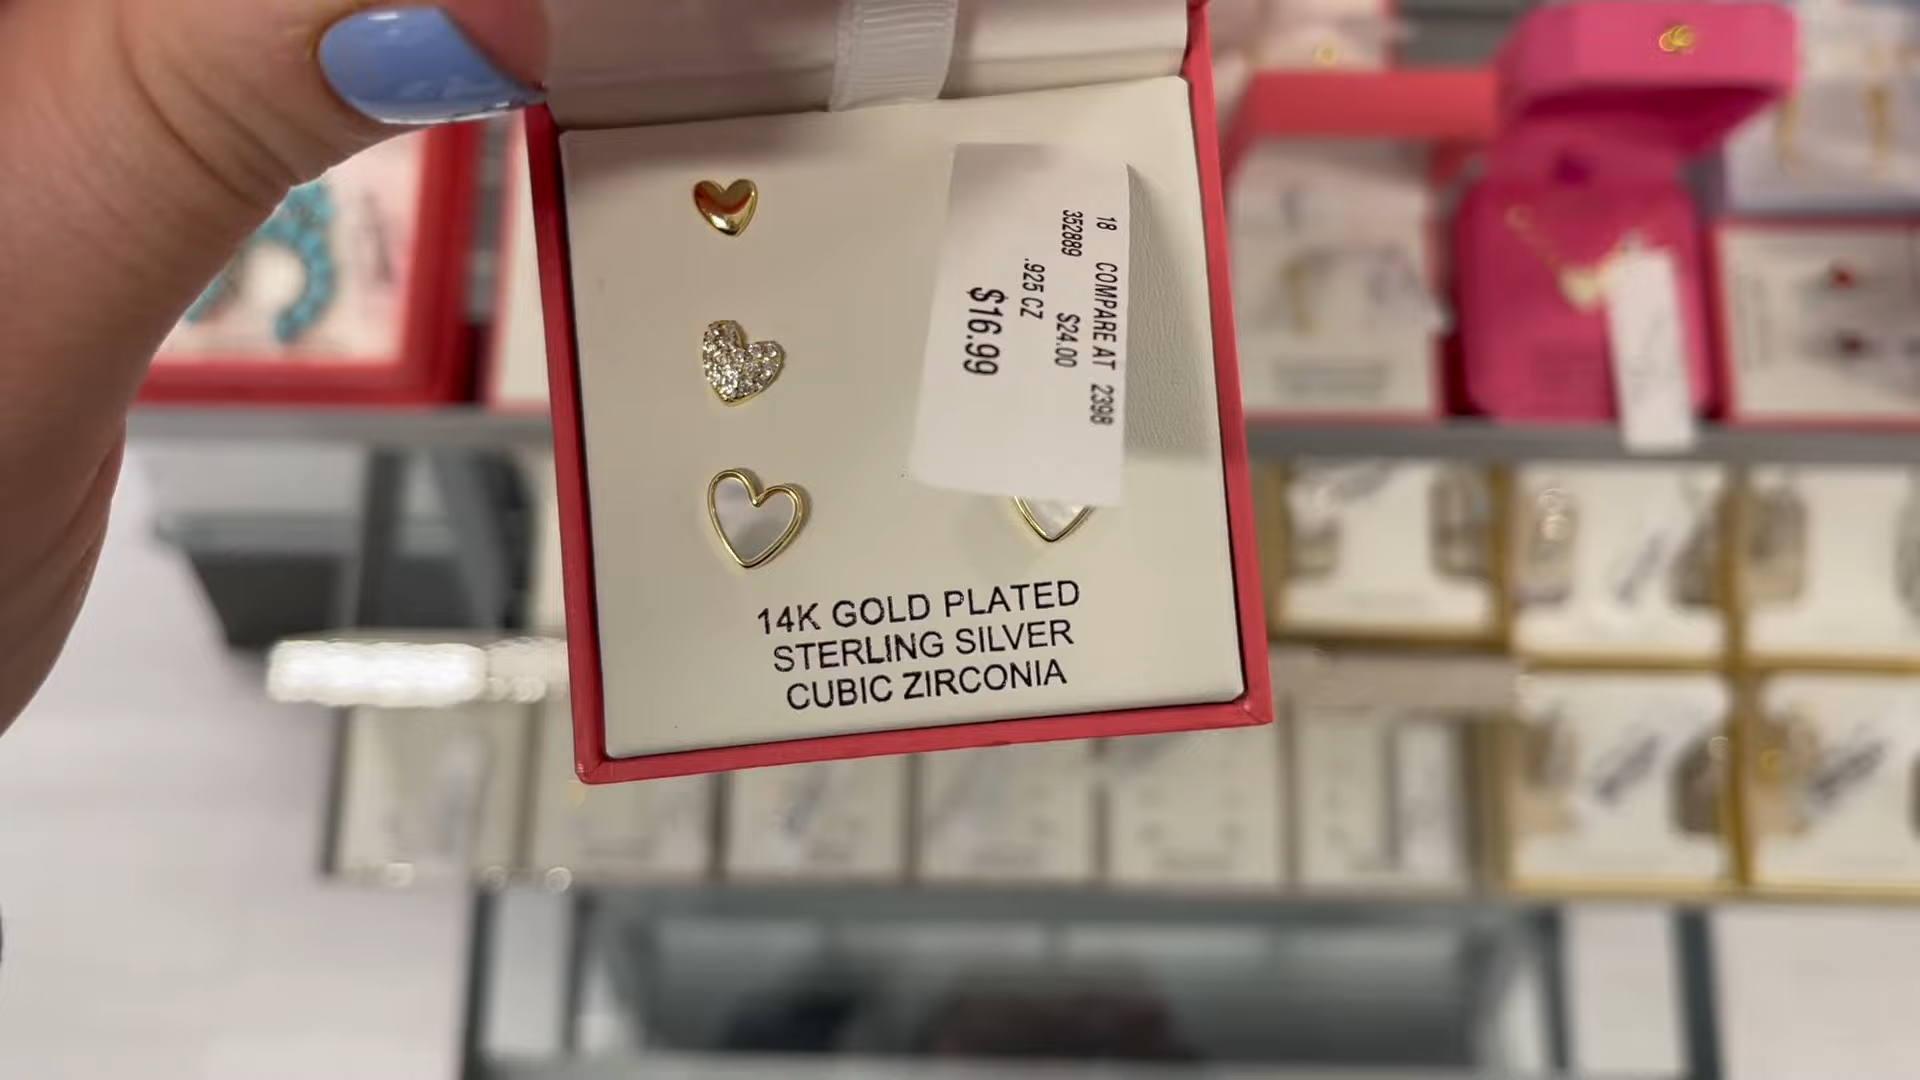 18 COMPARE AT 2398
352889 $24.00
.925 CZ
$16.99
14K GOLD PLATED
STERLING SILVER
CUBIC ZIRCONIA